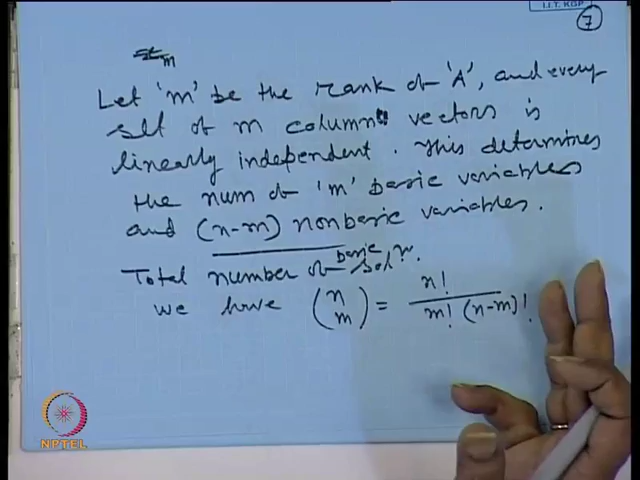 I.I.T. KGP
7
Let 'm' be the rank of 'A', and every
set of m column vectors is
linearly independent. This determines
the num of 'm' basic variables
and (n-m) nonbasic variables.
Total number of basic solⁿ.
we have (n m) = n! / m! (n-m)!
NPTEL